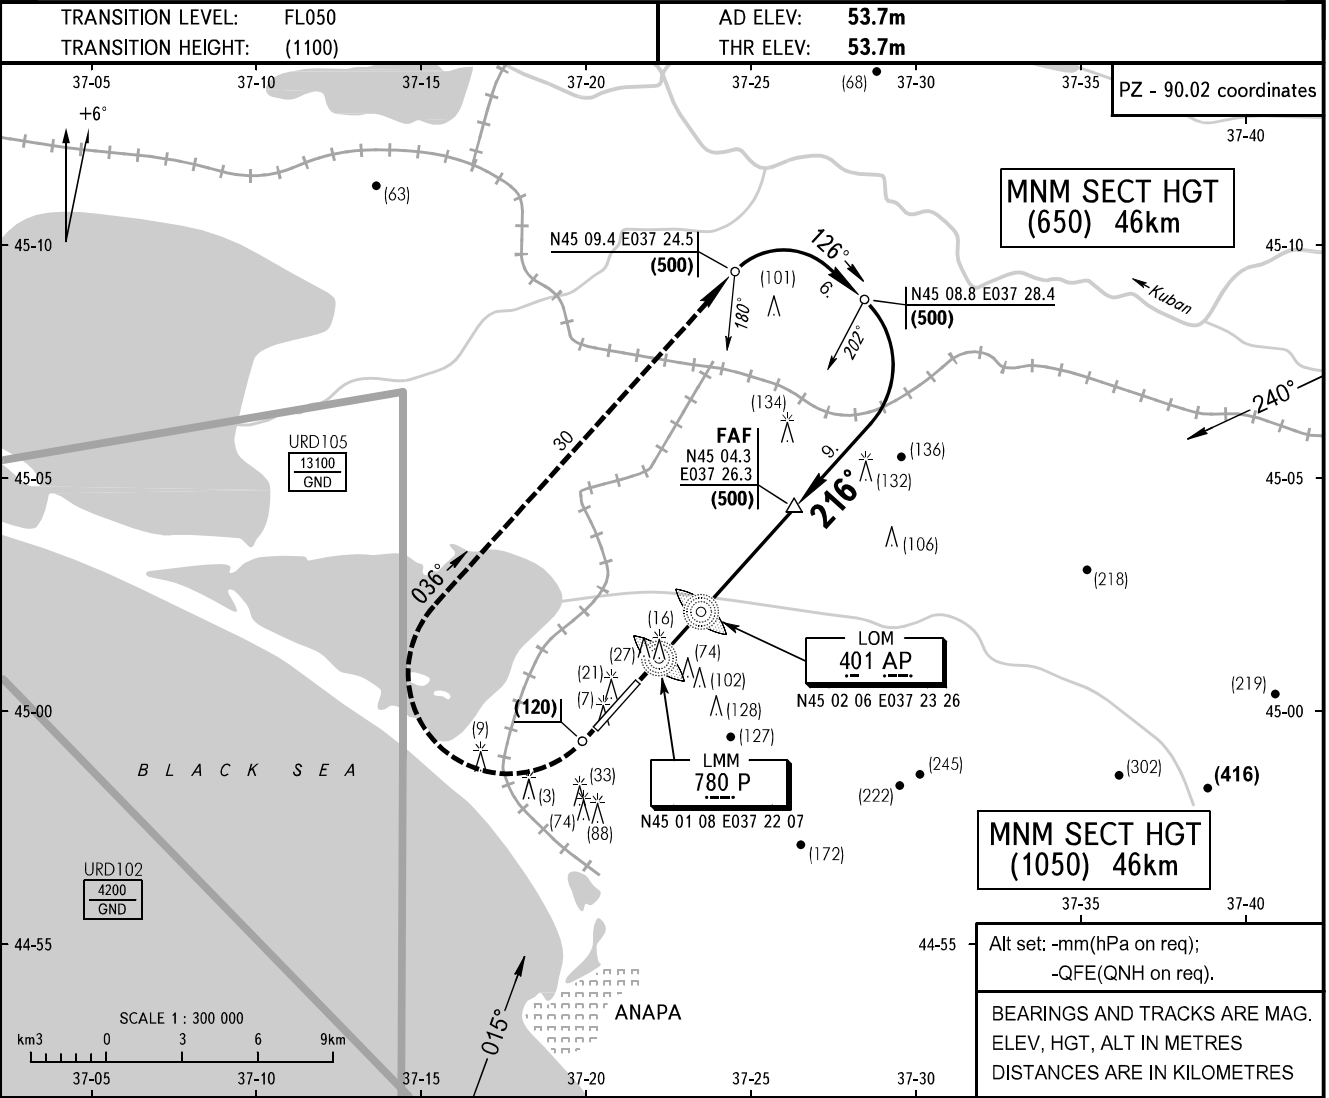 TRANSITION LEVEL: FL050
TRANSITION HEIGHT: (1100)
AD ELEV: 53.7m
THR ELEV: 53.7m
37-05 37-10 37-15 37-20 37-25 37-30 37-35
(68)
PZ - 90.02 coordinates
37-40
+6°
(63)
MNM SECT HGT
(650) 46km
45-10
45-10
N45 09.4 E037 24.5
(500)
126°
6.
(101)
180°
202°
N45 08.8 E037 28.4
(500)
Kuban
240°
(134)
30
URD105
13100
GND
FAF
N45 04.3
E037 26.3
(500)
9.
216°
(136)
(132)
45-05
45-05
(106)
(218)
036°
(16)
(27)
(74)
(21)
(102)
(7)
(128)
(127)
(120)
(9)
LOM
401 AP
N45 02 06 E037 23 26
(219)
45-00
45-00
BLACK SEA
(3)
(33)
(74)
(88)
LMM
780 P
N45 01 08 E037 22 07
(222)
(245)
(302)
(416)
(172)
MNM SECT HGT
(1050) 46km
URD102
4200
GND
37-35 37-40
44-55
44-55
Alt set: -mm(hPa on req);
-QFE(QNH on req).
ANAPA
015°
SCALE 1 : 300 000
km3 0 3 6 9km
BEARINGS AND TRACKS ARE MAG.
ELEV, HGT, ALT IN METRES
DISTANCES ARE IN KILOMETRES
37-05 37-10 37-15 37-20 37-25 37-30